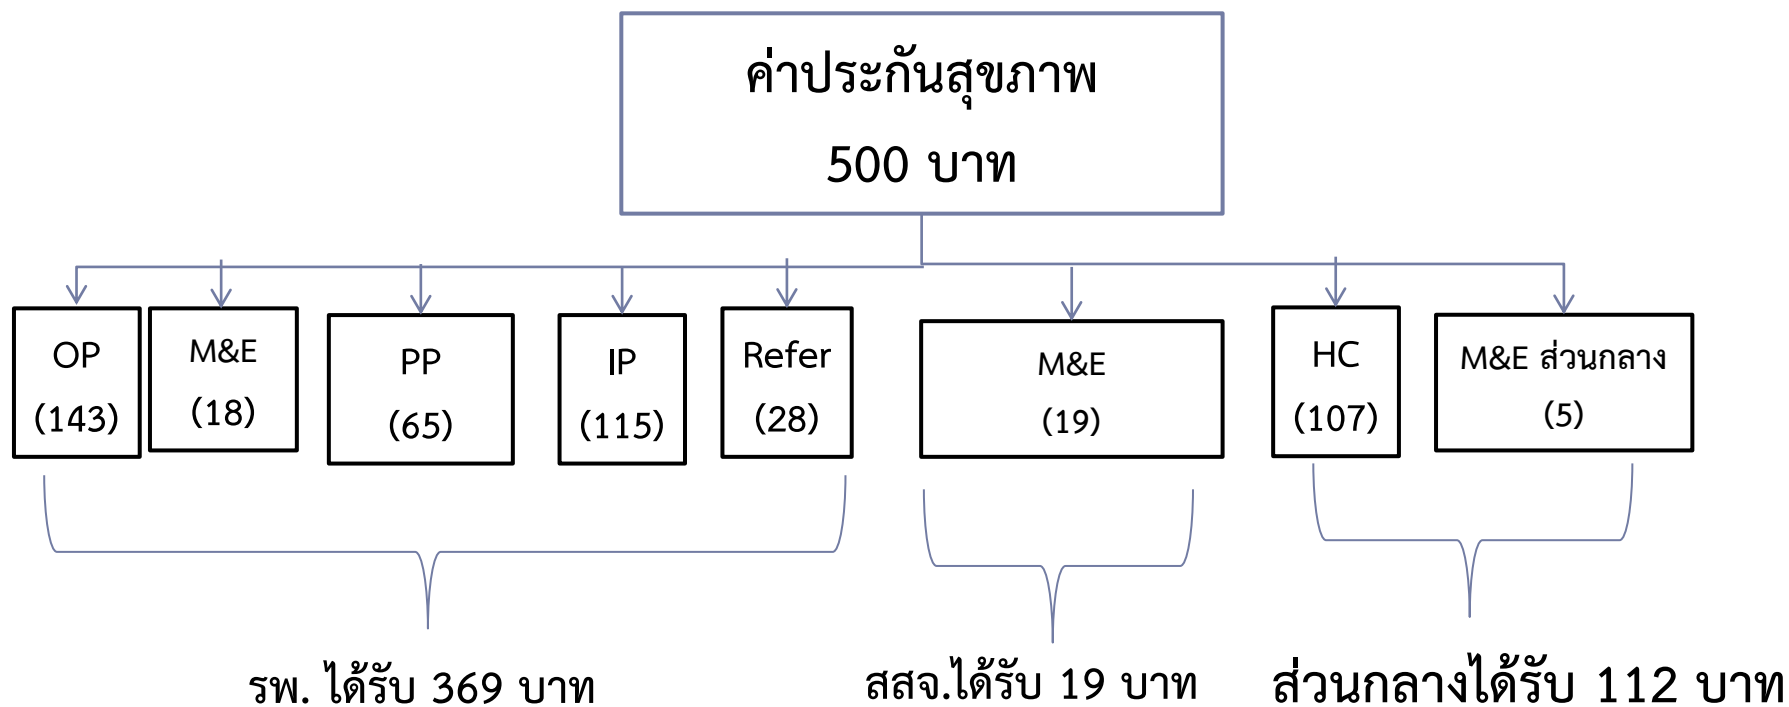 ค่าประกันสุขภาพ
500 บาท
OP
(143)
M&E
(18)
PP
(65)
IP
(115)
Refer
(28)
M&E
(19)
HC
(107)
M&E ส่วนกลาง
(5)
รพ. ได้รับ 369 บาท
สสจ.ได้รับ 19 บาท
ส่วนกลางได้รับ 112 บาท